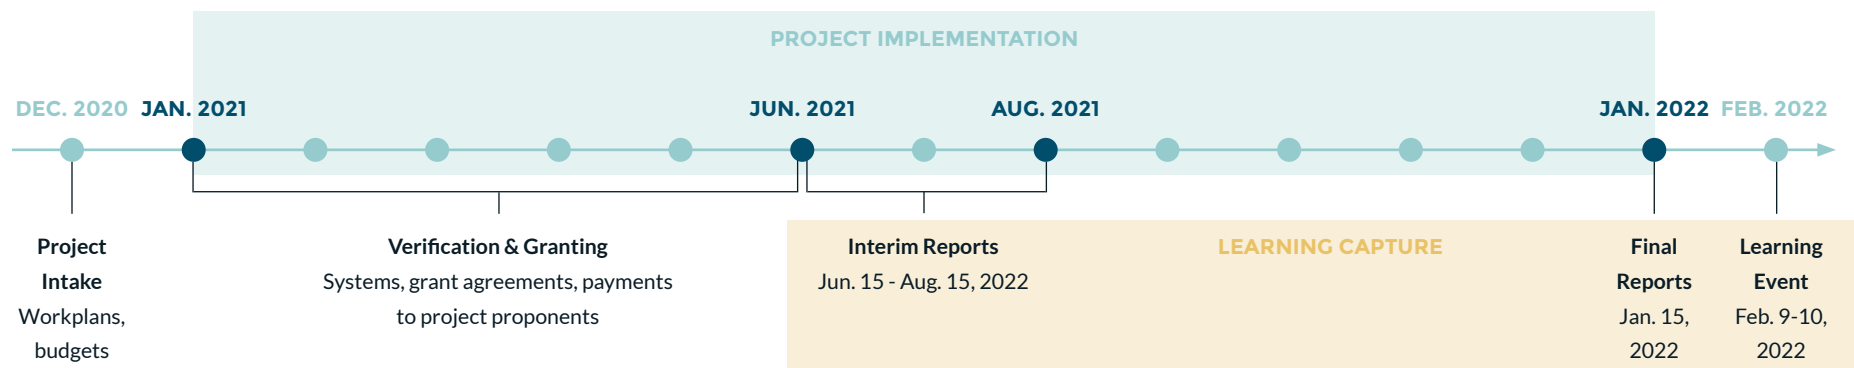 PROJECT IMPLEMENTATION
DEC. 2020 JAN. 2021 JUN. 2021 AUG. 2021 JAN. 2022 FEB. 2022
Project
Intake
Workplans,
budgets
Verification & Granting
Systems, grant agreements, payments
to project proponents
Interim Reports
Jun. 15 - Aug. 15, 2022
LEARNING CAPTURE
Final
Reports
Jan. 15,
2022
Learning
Event
Feb. 9-10,
2022